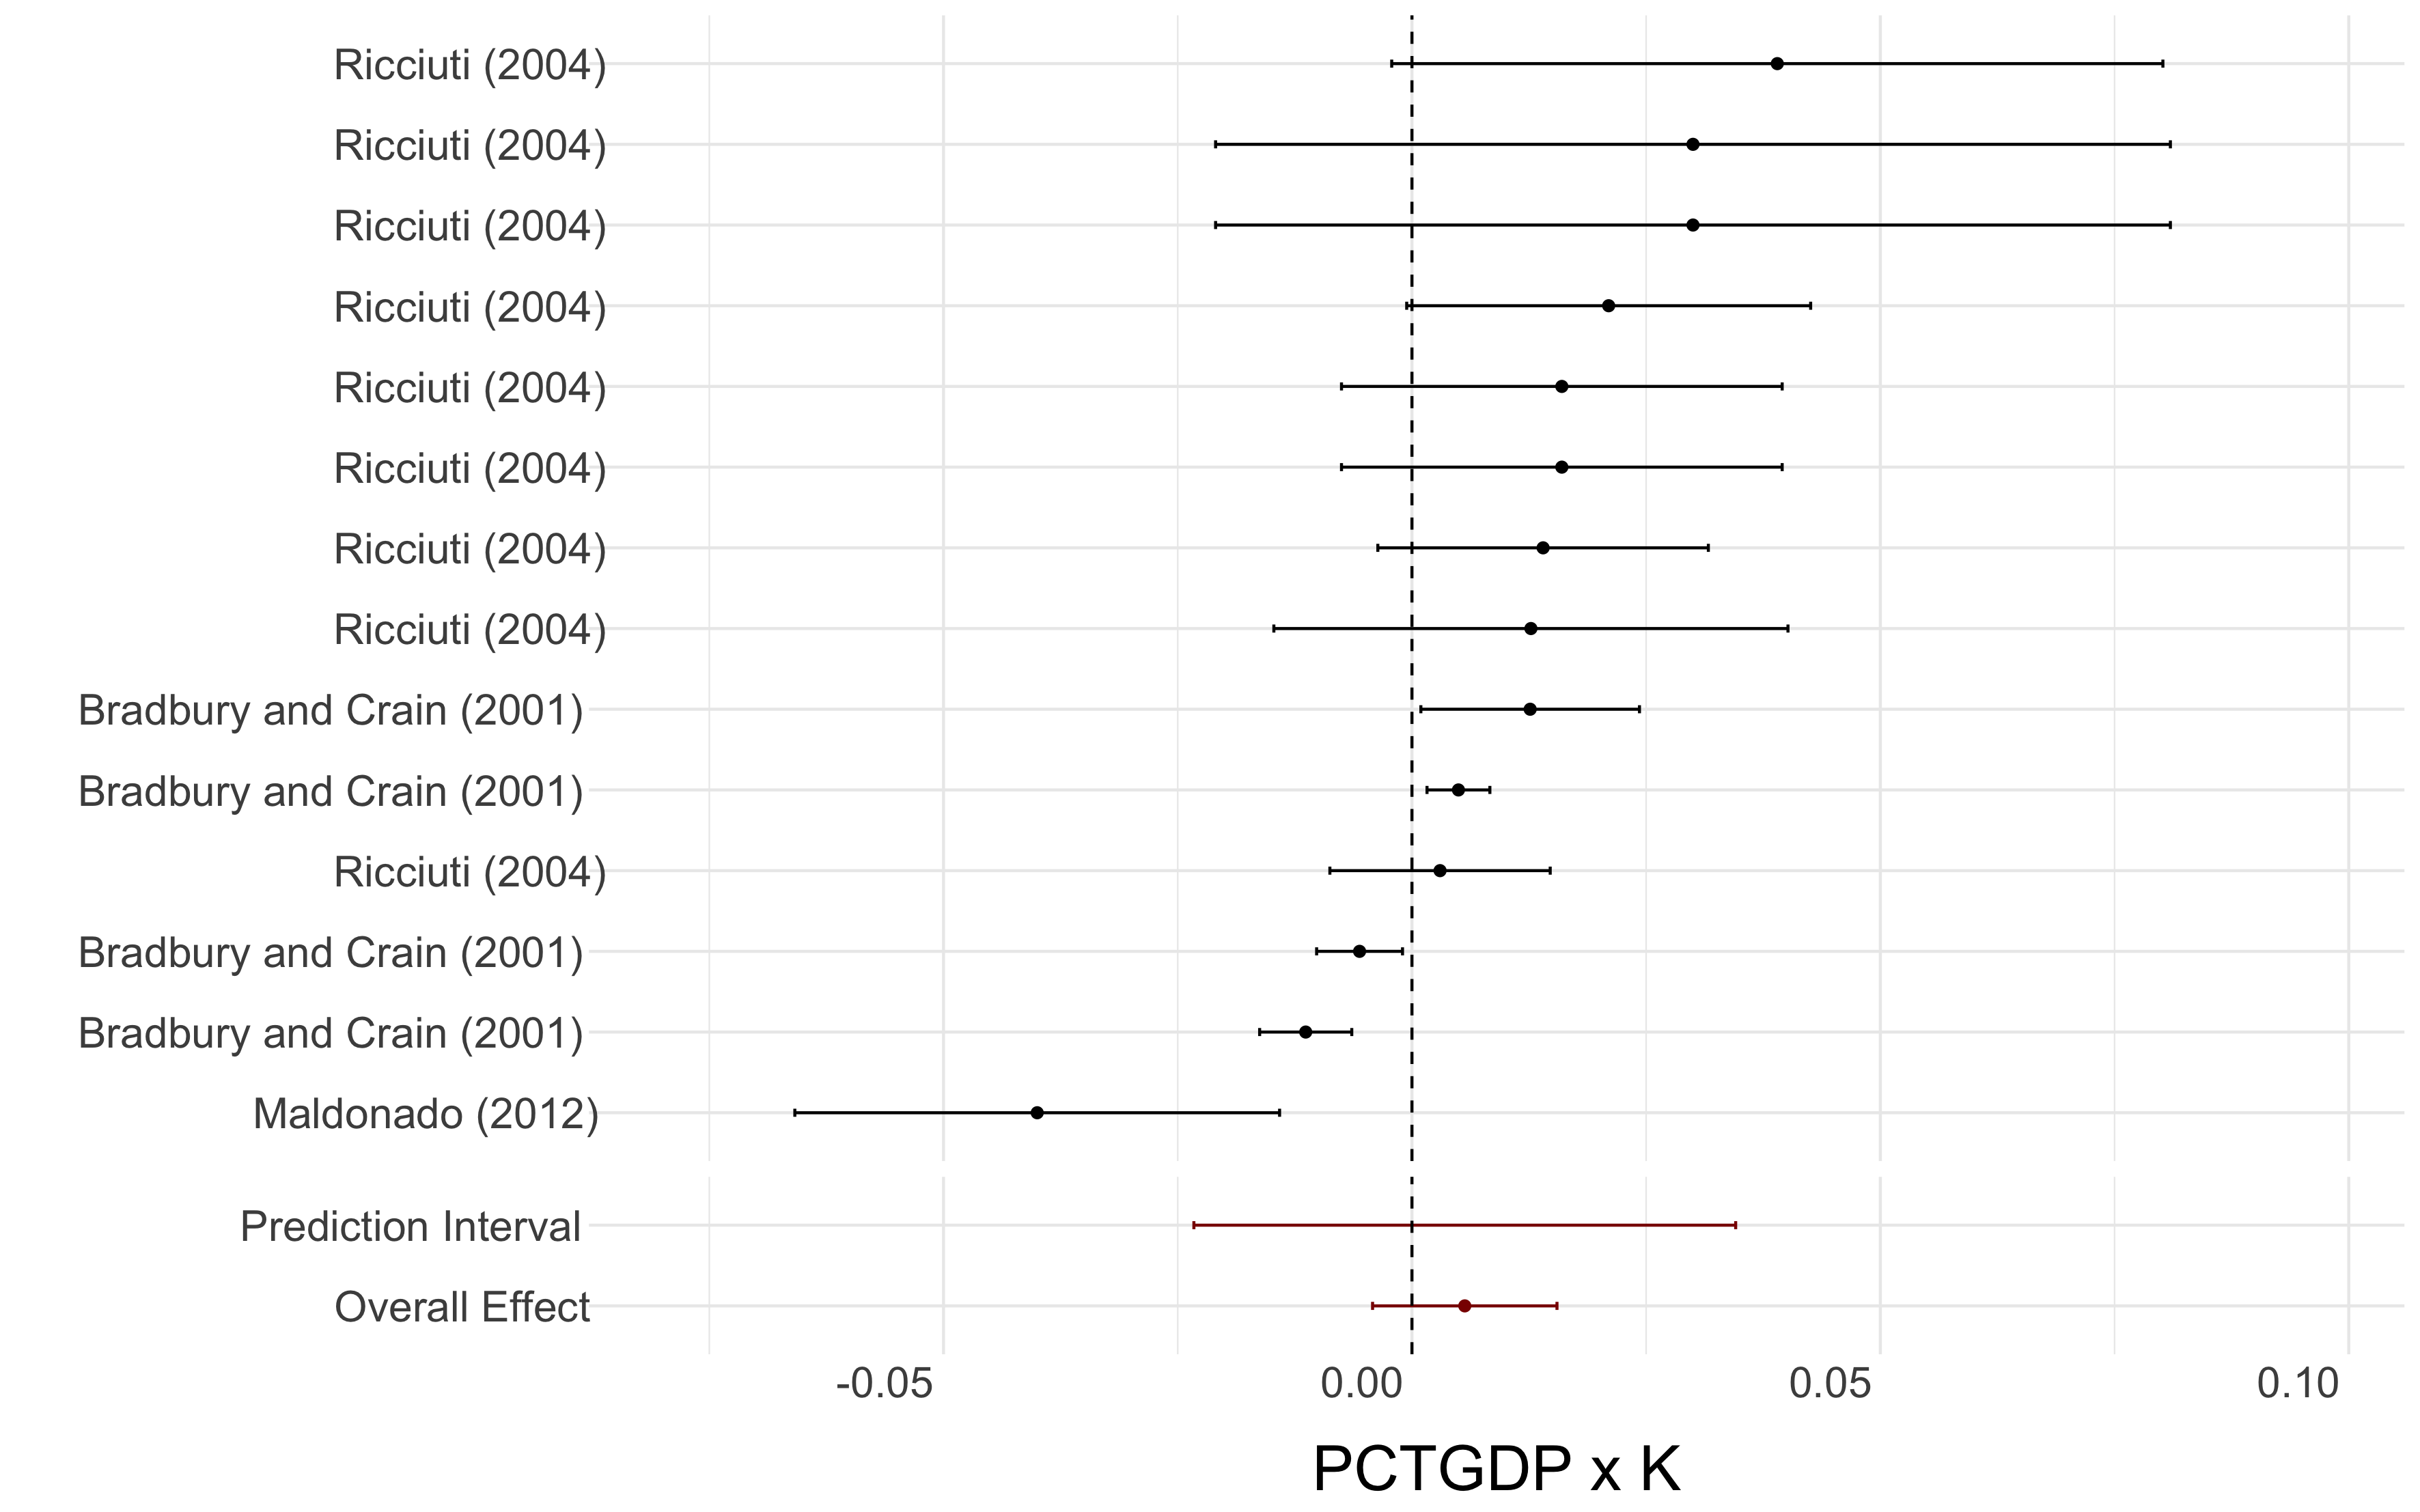 Ricciuti (2004)
Ricciuti (2004)
Ricciuti (2004)
Ricciuti (2004)
Ricciuti (2004)
Ricciuti (2004)
Ricciuti (2004)
Ricciuti (2004)
Bradbury and Crain (2001)
Bradbury and Crain (2001)
Ricciuti (2004)
Bradbury and Crain (2001)
Bradbury and Crain (2001)
Maldonado (2012)
Prediction Interval
Overall Effect
-0.05 0.00 0.05 0.10
PCTGDP x K